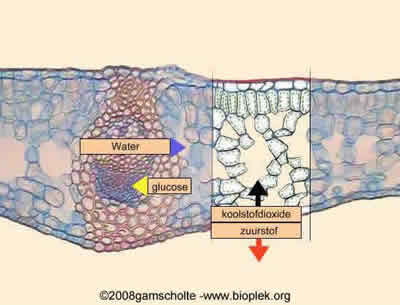 Water
glucose
koolstofdioxide
zuurstof
©2008gamscholte -www.bioplek.org